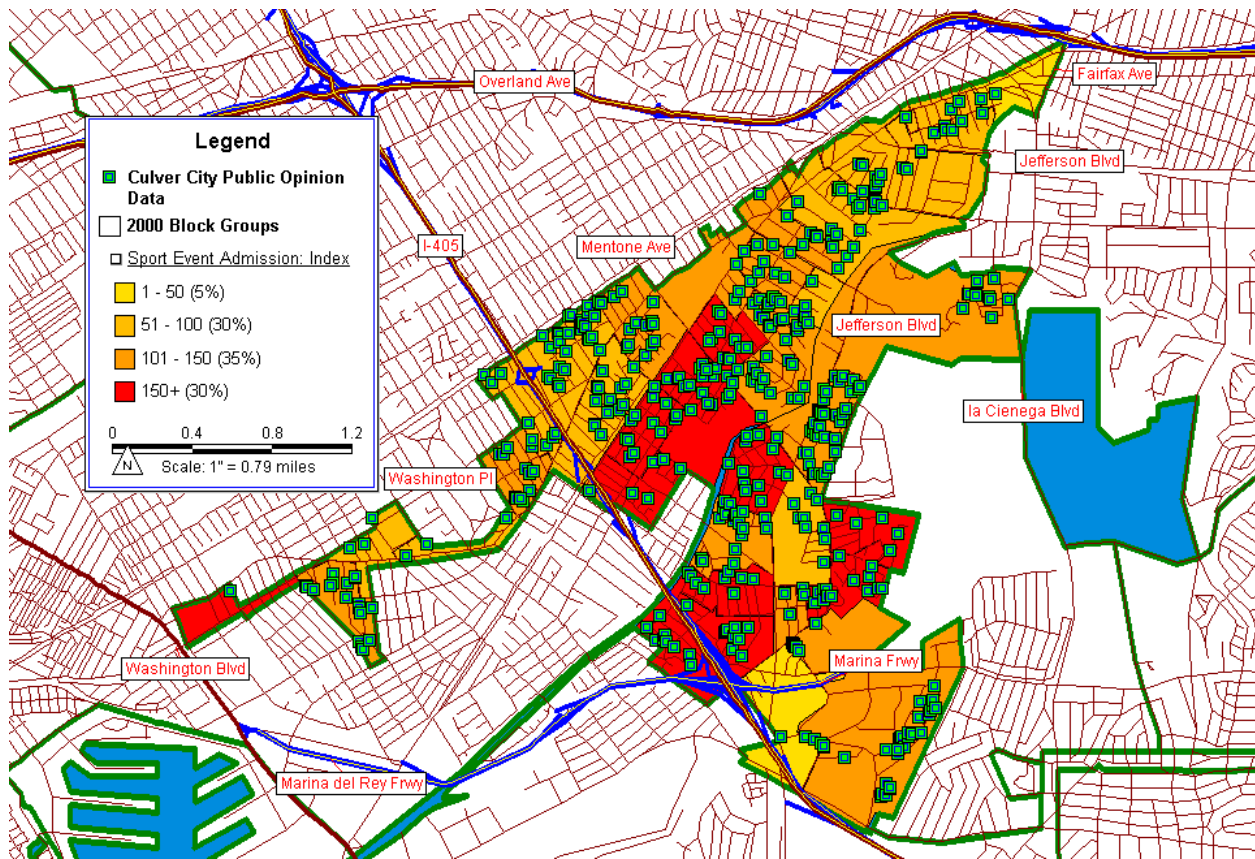 Overland Ave
Fairfax Ave
Legend
Culver City Public Opinion
Data
2000 Block Groups
Sport Event Admission: Index
1 - 50 (5%)
51 - 100 (30%)
101 - 150 (35%)
150+ (30%)
0 0.4 0.8 1.2
N
Scale: 1" = 0.79 miles
Jefferson Blvd
I-405
Mentone Ave
Jefferson Blvd
la Cienega Blvd
Washington Pl
Washington Blvd
Marina Frwy
Marina del Rey Frwy